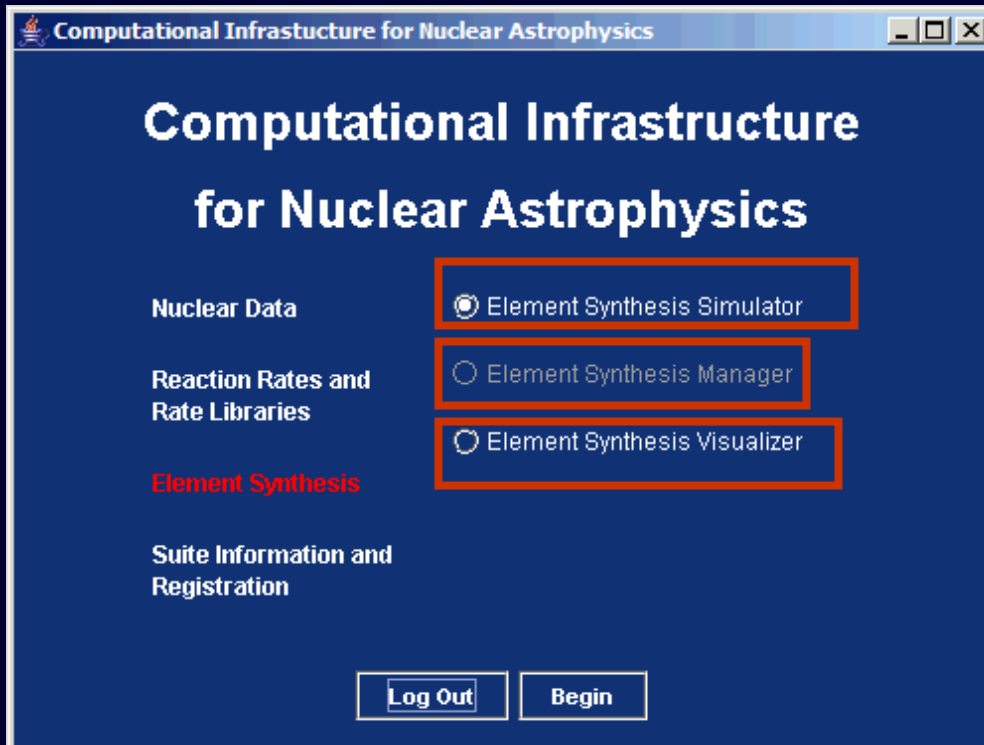 Computational Infrastucture for Nuclear Astrophysics
Computational Infrastructure
for Nuclear Astrophysics
Nuclear Data
Element Synthesis Simulator
Reaction Rates and
Rate Libraries
Element Synthesis Manager
Element Synthesis Visualizer
Element Synthesis
Suite Information and
Registration
Log Out
Begin